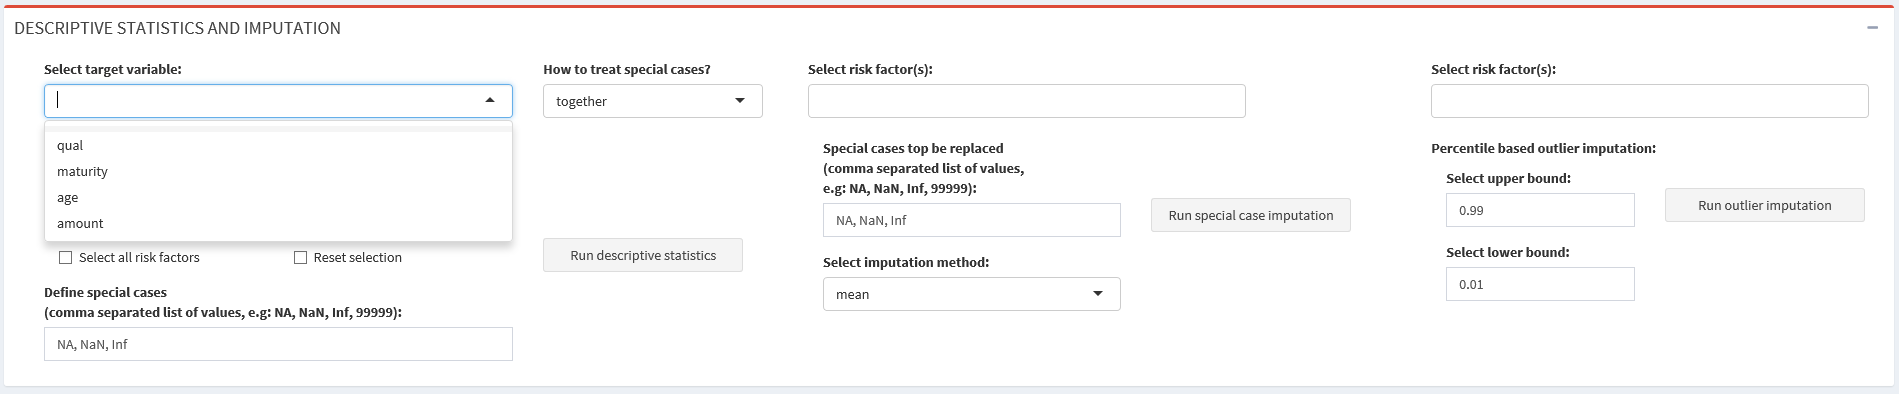 DESCRIPTIVE STATISTICS AND IMPUTATION
Select target variable:
qual
maturity
age
amount
Select all risk factors
Reset selection
Define special cases
(comma separated list of values, e.g: NA, NaN, Inf, 99999):
NA, NaN, Inf
How to treat special cases?
together
Run descriptive statistics
Select risk factor(s):
Special cases top be replaced
(comma separated list of values,
e.g: NA, NaN, Inf, 99999):
NA, NaN, Inf
Run special case imputation
Select imputation method:
mean
Select risk factor(s):
Percentile based outlier imputation:
Select upper bound:
0.99
Run outlier imputation
Select lower bound:
0.01